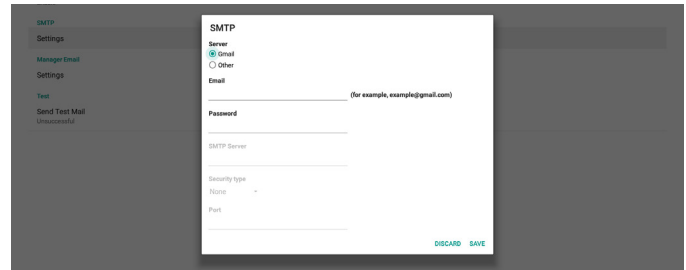 SMTP
Settings
Manager Email
Settings
Test
Send Test Mail
Unsuccessful
SMTP
Server
Gmail
Other
Email
(for example, example@gmail.com)
Password
SMTP Server
Security type
None
Port
DISCARD SAVE